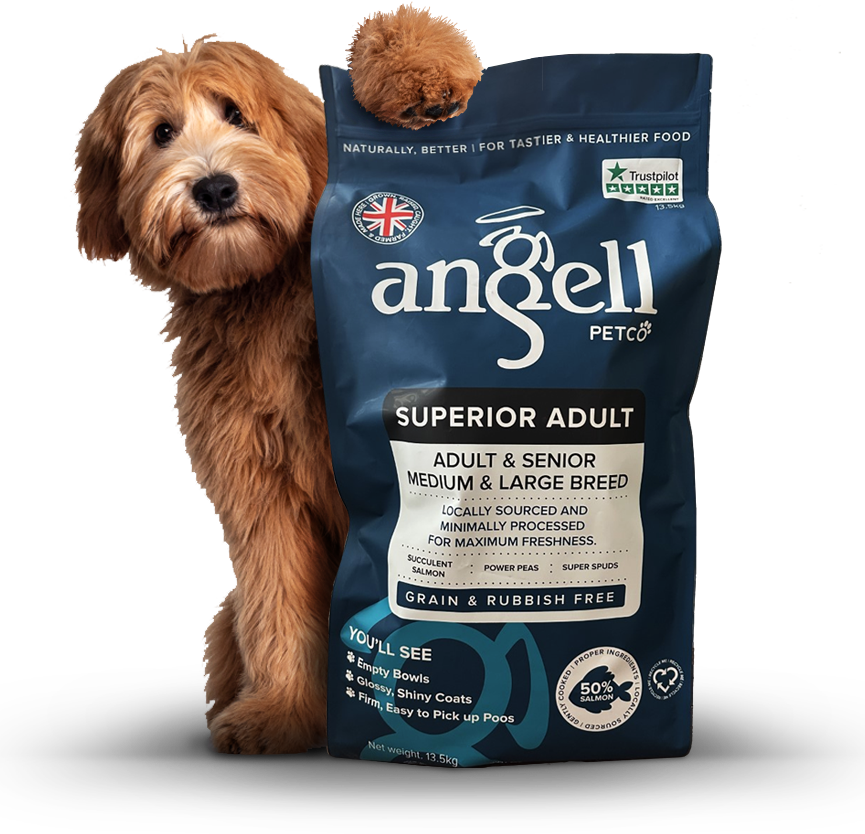 NATURALLY, BETTER | FOR TASTIER & HEALTHIER FOOD
Trustpilot
RATED EXCELLENT
13.5kg
angell
PETCO
SUPERIOR ADULT
ADULT & SENIOR
MEDIUM & LARGE BREED
LOCALLY SOURCED AND
MINIMALLY PROCESSED
FOR MAXIMUM FRESHNESS.
SUCCULENT
SALMON : POWER PEAS : SUPER SPUDS
GRAIN & RUBBISH FREE
YOU'LL SEE
Empty Bowls
Glossy, Shiny Coats
Firm, Easy to Pick up Poos
PROPER INGREDIENTS | LOCALLY SOURCED | GENTLY COOKED |
50%
SALMON
Net weight. 13.5kg